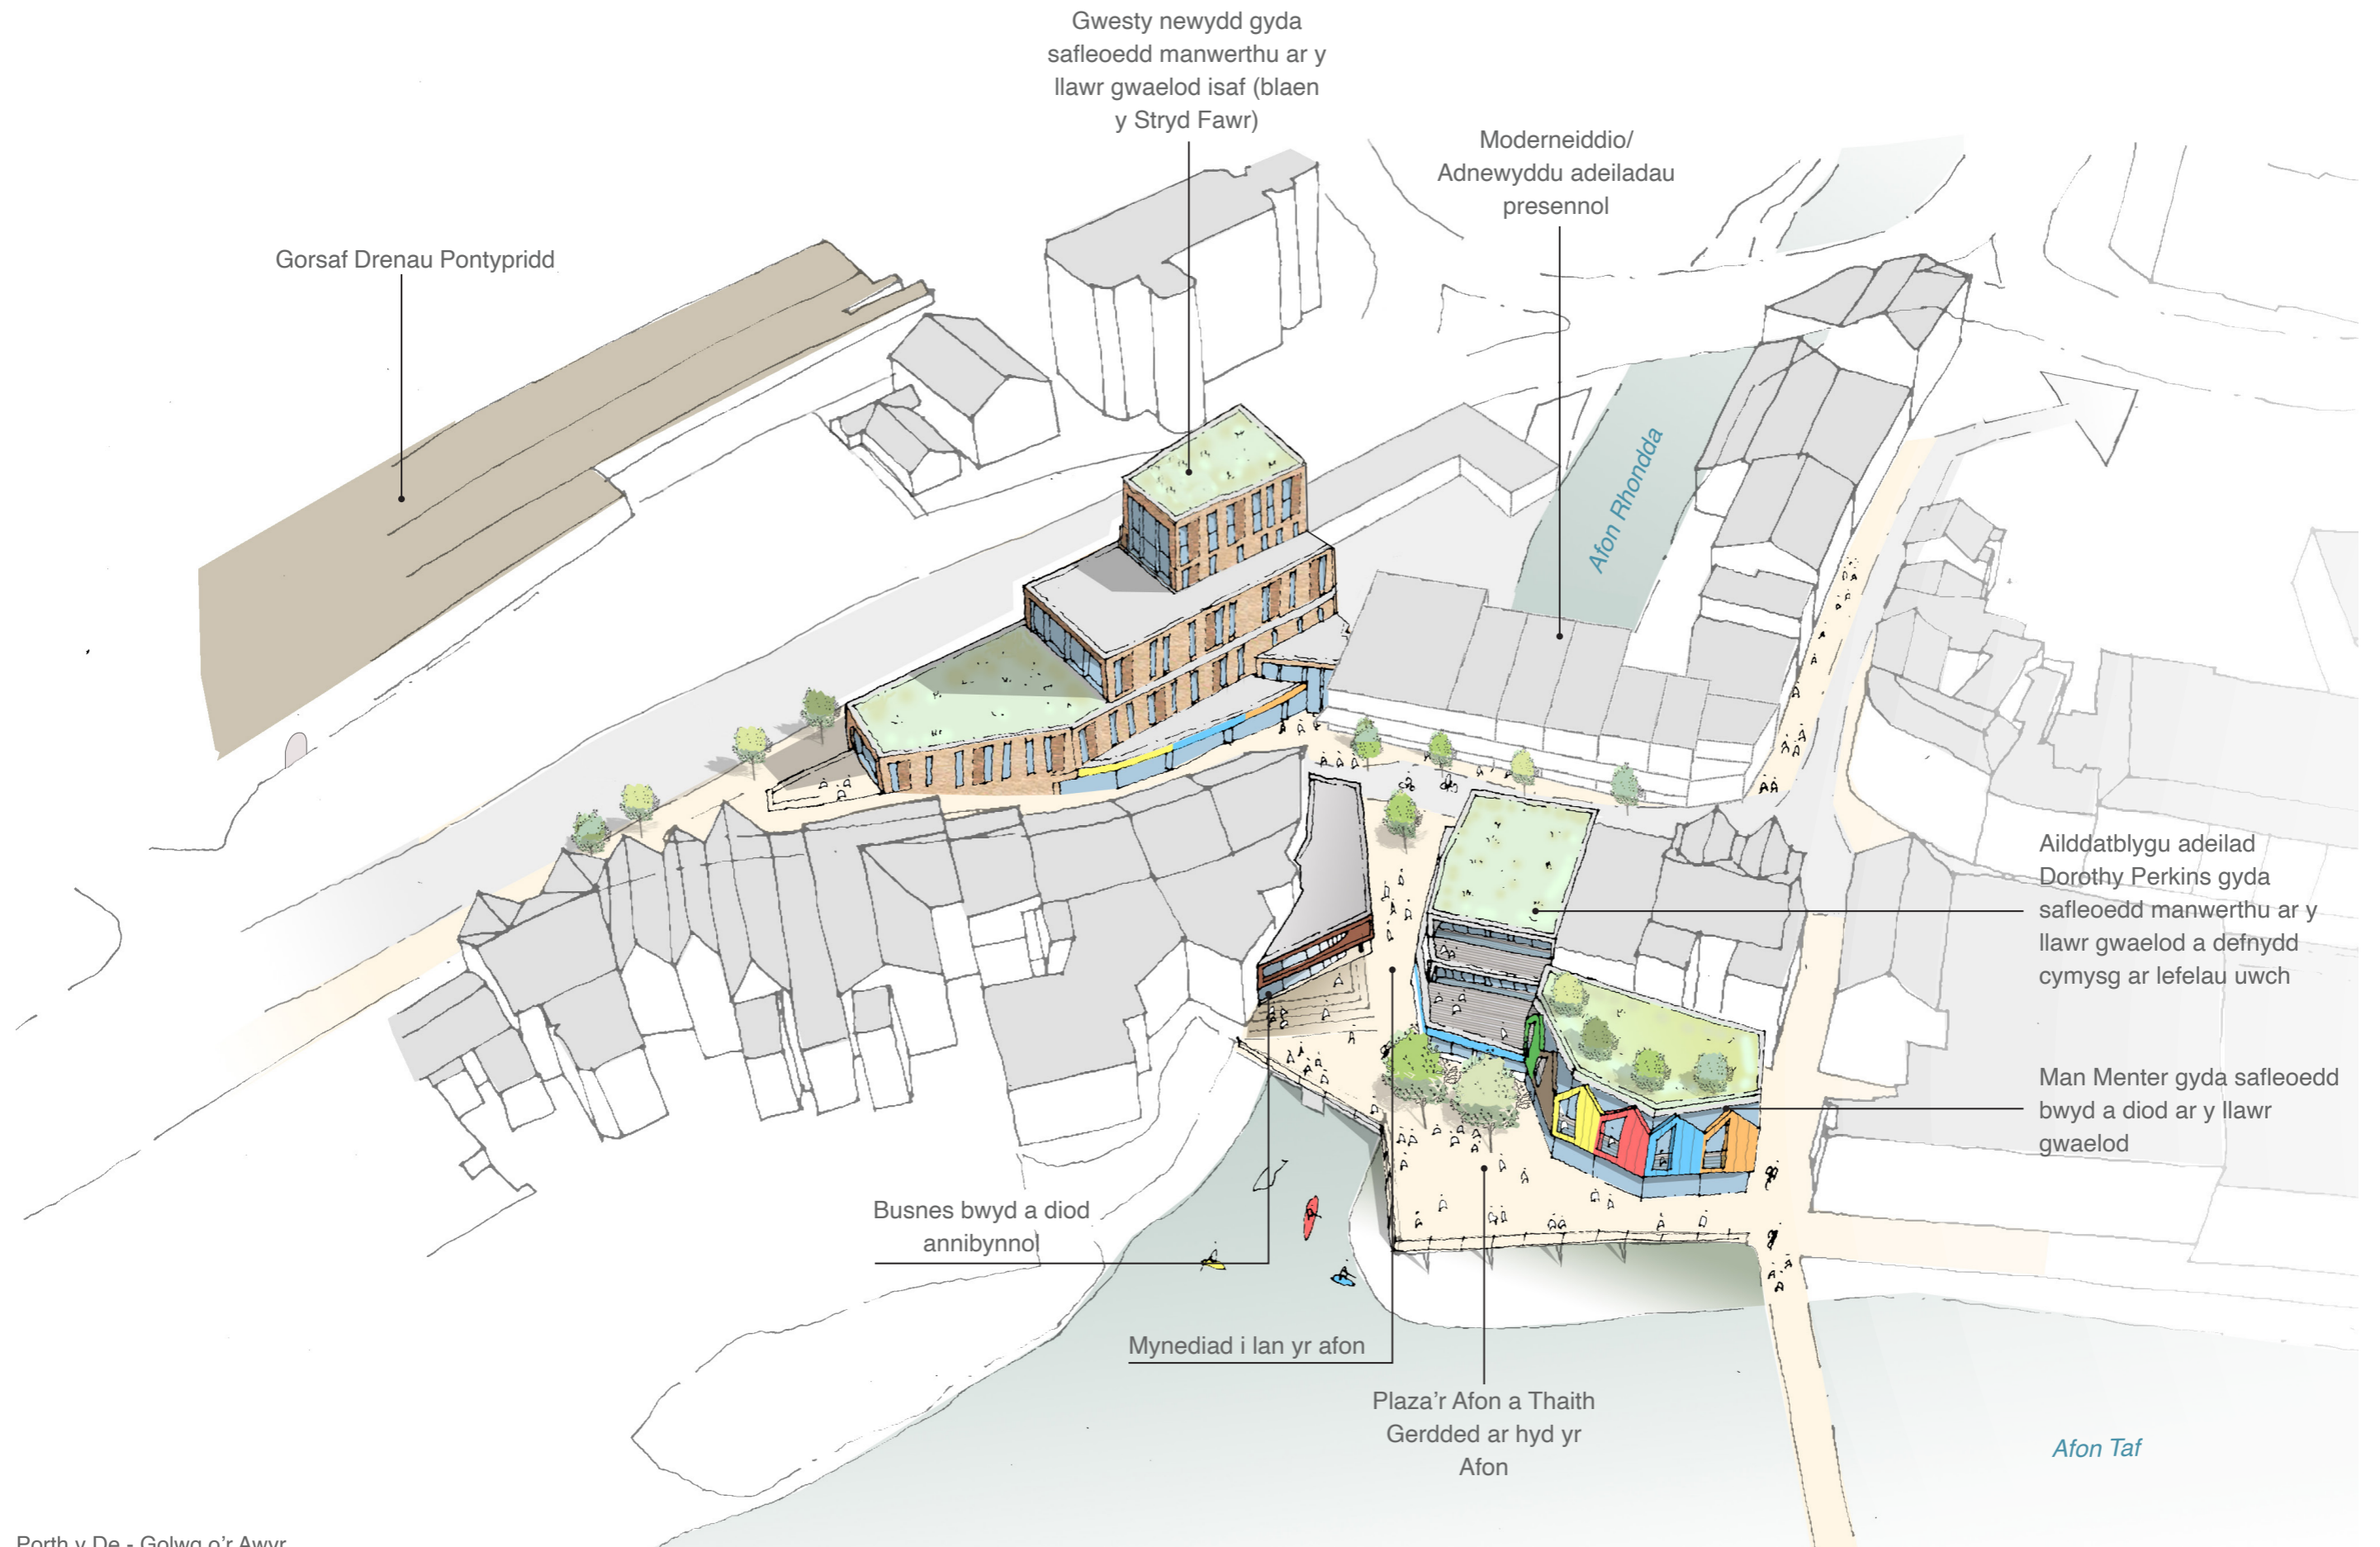 Gwesty newydd gyda
safleoedd manwerthu ar y
llawr gwaelod isaf (blaen
y Stryd Fawr)
Moderneiddio/
Adnewyddu adeiladau
presennol
Gorsaf Drenau Pontypridd
Afon Rhondda
Ailddatblygu adeilad
Dorothy Perkins gyda
safleoedd manwerthu ar y
llawr gwaelod a defnydd
cymysg ar lefelau uwch
Man Menter gyda safleoedd
bwyd a diod ar y llawr
gwaelod
Busnes bwyd a diod
annibynnol
Mynediad i lan yr afon
Plaza'r Afon a Thaith
Gerdded ar hyd yr
Afon
Afon Taf
Porth y De - Golwg o'r Awyr